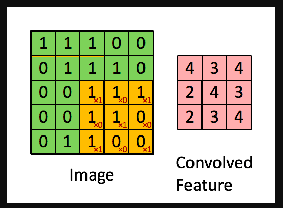 1 1 1 0 0
0 1 1 1 0
0 0 1×1 1×0 1×1
0 0 1×0 1×1 0×0
0 1 1×1 0×0 0×1
Image
4 3 4
2 4 3
2 3 4
Convolved
Feature